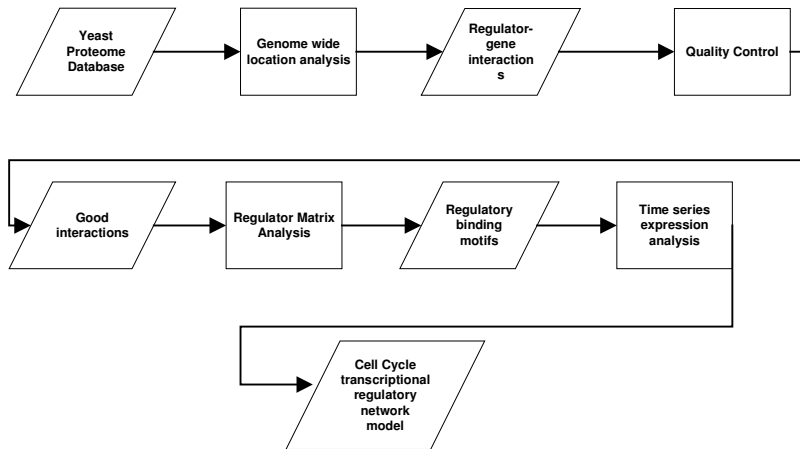 Yeast
Proteome
Database
Genome wide
location analysis
Regulator-
gene
interaction
s
Quality Control
Good
interactions
Regulator Matrix
Analysis
Regulatory
binding
motifs
Time series
expression
analysis
Cell Cycle
transcriptional
regulatory
network
model